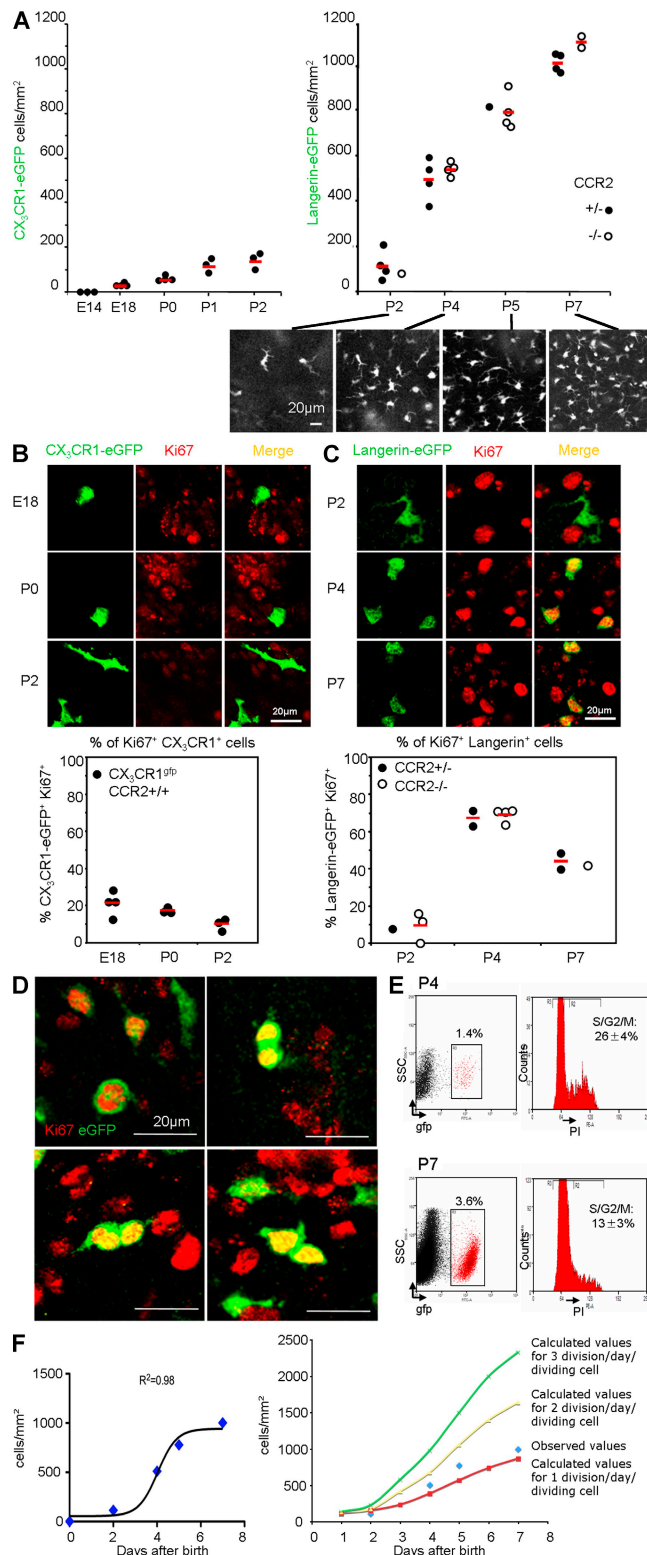 A
CX3CR1-eGFP cells/mm²
1200
1000
800
600
400
200
0
E14 E18 P0 P1 P2
Langerin-eGFP cells/mm²
1200
1000
800
600
400
200
0
CCR2
+/-
-/-
P2 P4 P5 P7
20µm
B
CX3CR1-eGFP Ki67 Merge
E18
P0
P2
20µm
C
Langerin-eGFP Ki67 Merge
P2
P4
P7
20µm
% of Ki67+ CX3CR1+ cells
% CX3CR1-eGFP+ Ki67+
100
80
60
40
20
0
CX3CR1gfp
CCR2+/+
E18 P0 P2
% of Ki67+ Langerin+ cells
% Langerin-eGFP+ Ki67+
100
80
60
40
20
0
CCR2+/-
CCR2-/-
P2 P4 P7
D
Ki67 eGFP
20µm
E
P4
1.4%
SSC
gfp
S/G2/M:
26±4%
Counts
PI
P7
3.6%
SSC
gfp
S/G2/M:
13±3%
Counts
PI
F
R²=0.98
cells/mm²
1500
1000
500
0
0 2 4 6 8
Days after birth
cells/mm²
2500
2000
1500
1000
500
0
0 1 2 3 4 5 6 7 8
Days after birth
Calculated values
for 3 division/day/
dividing cell
Calculated values
for 2 division/day/
dividing cell
Observed values
Calculated values
for 1 division/day/
dividing cell